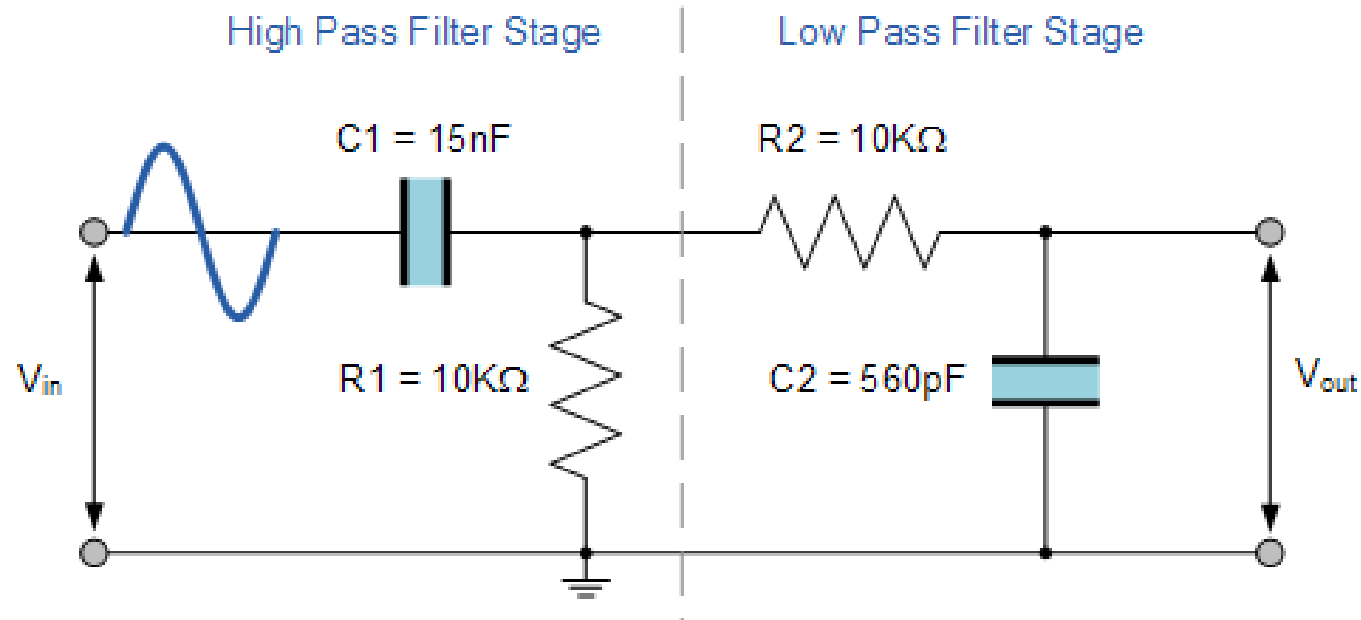 High Pass Filter Stage
Low Pass Filter Stage
C1 = 15nF
R2 = 10KΩ
Vin
R1 = 10KΩ
C2 = 560pF
Vout